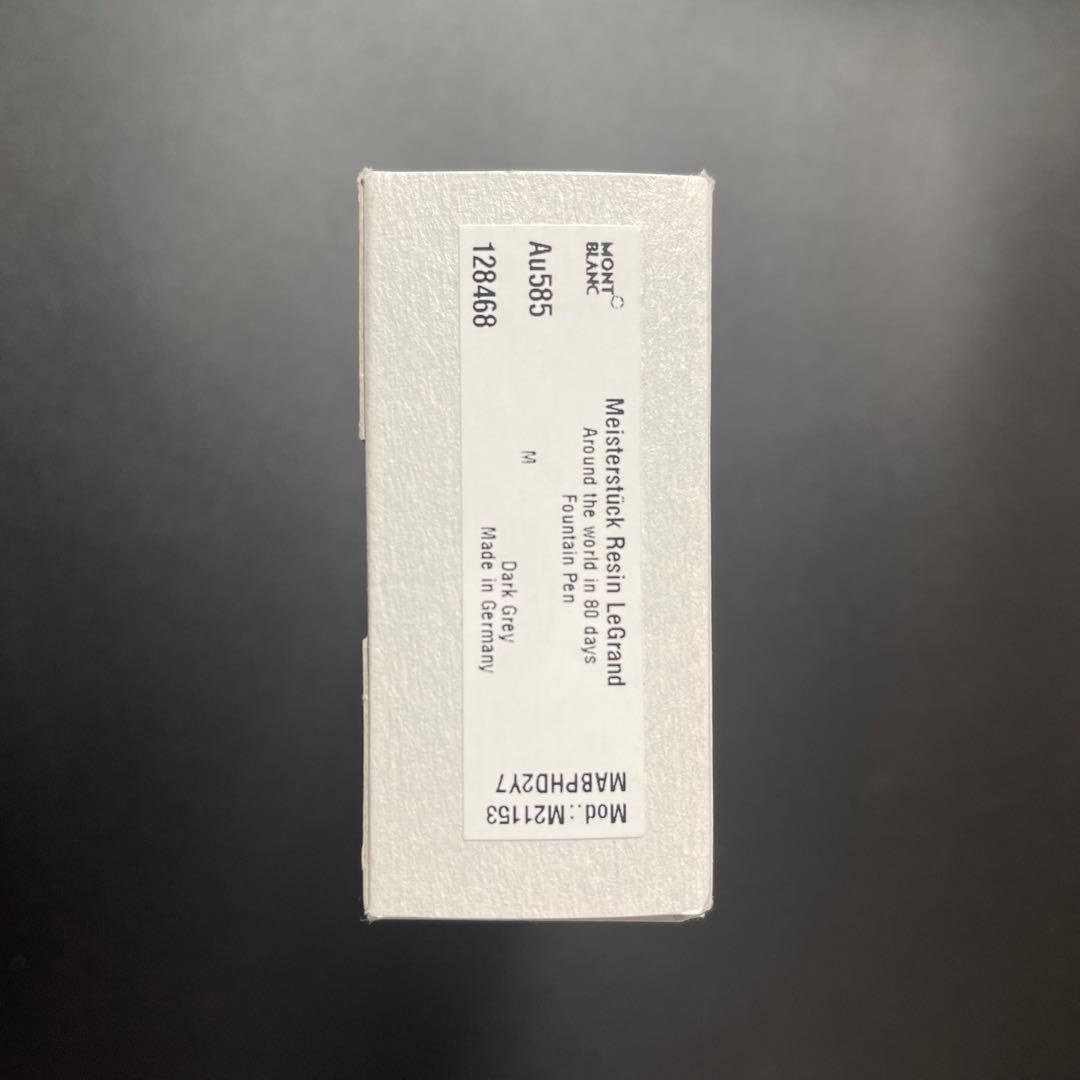 MONT
BLANC
Au585
128468
Meisterstück Resin LeGrand
Around the world in 80 days
Fountain Pen
M
Dark Grey
Made in Germany
Mod.:M21153
MABPHD2Y7